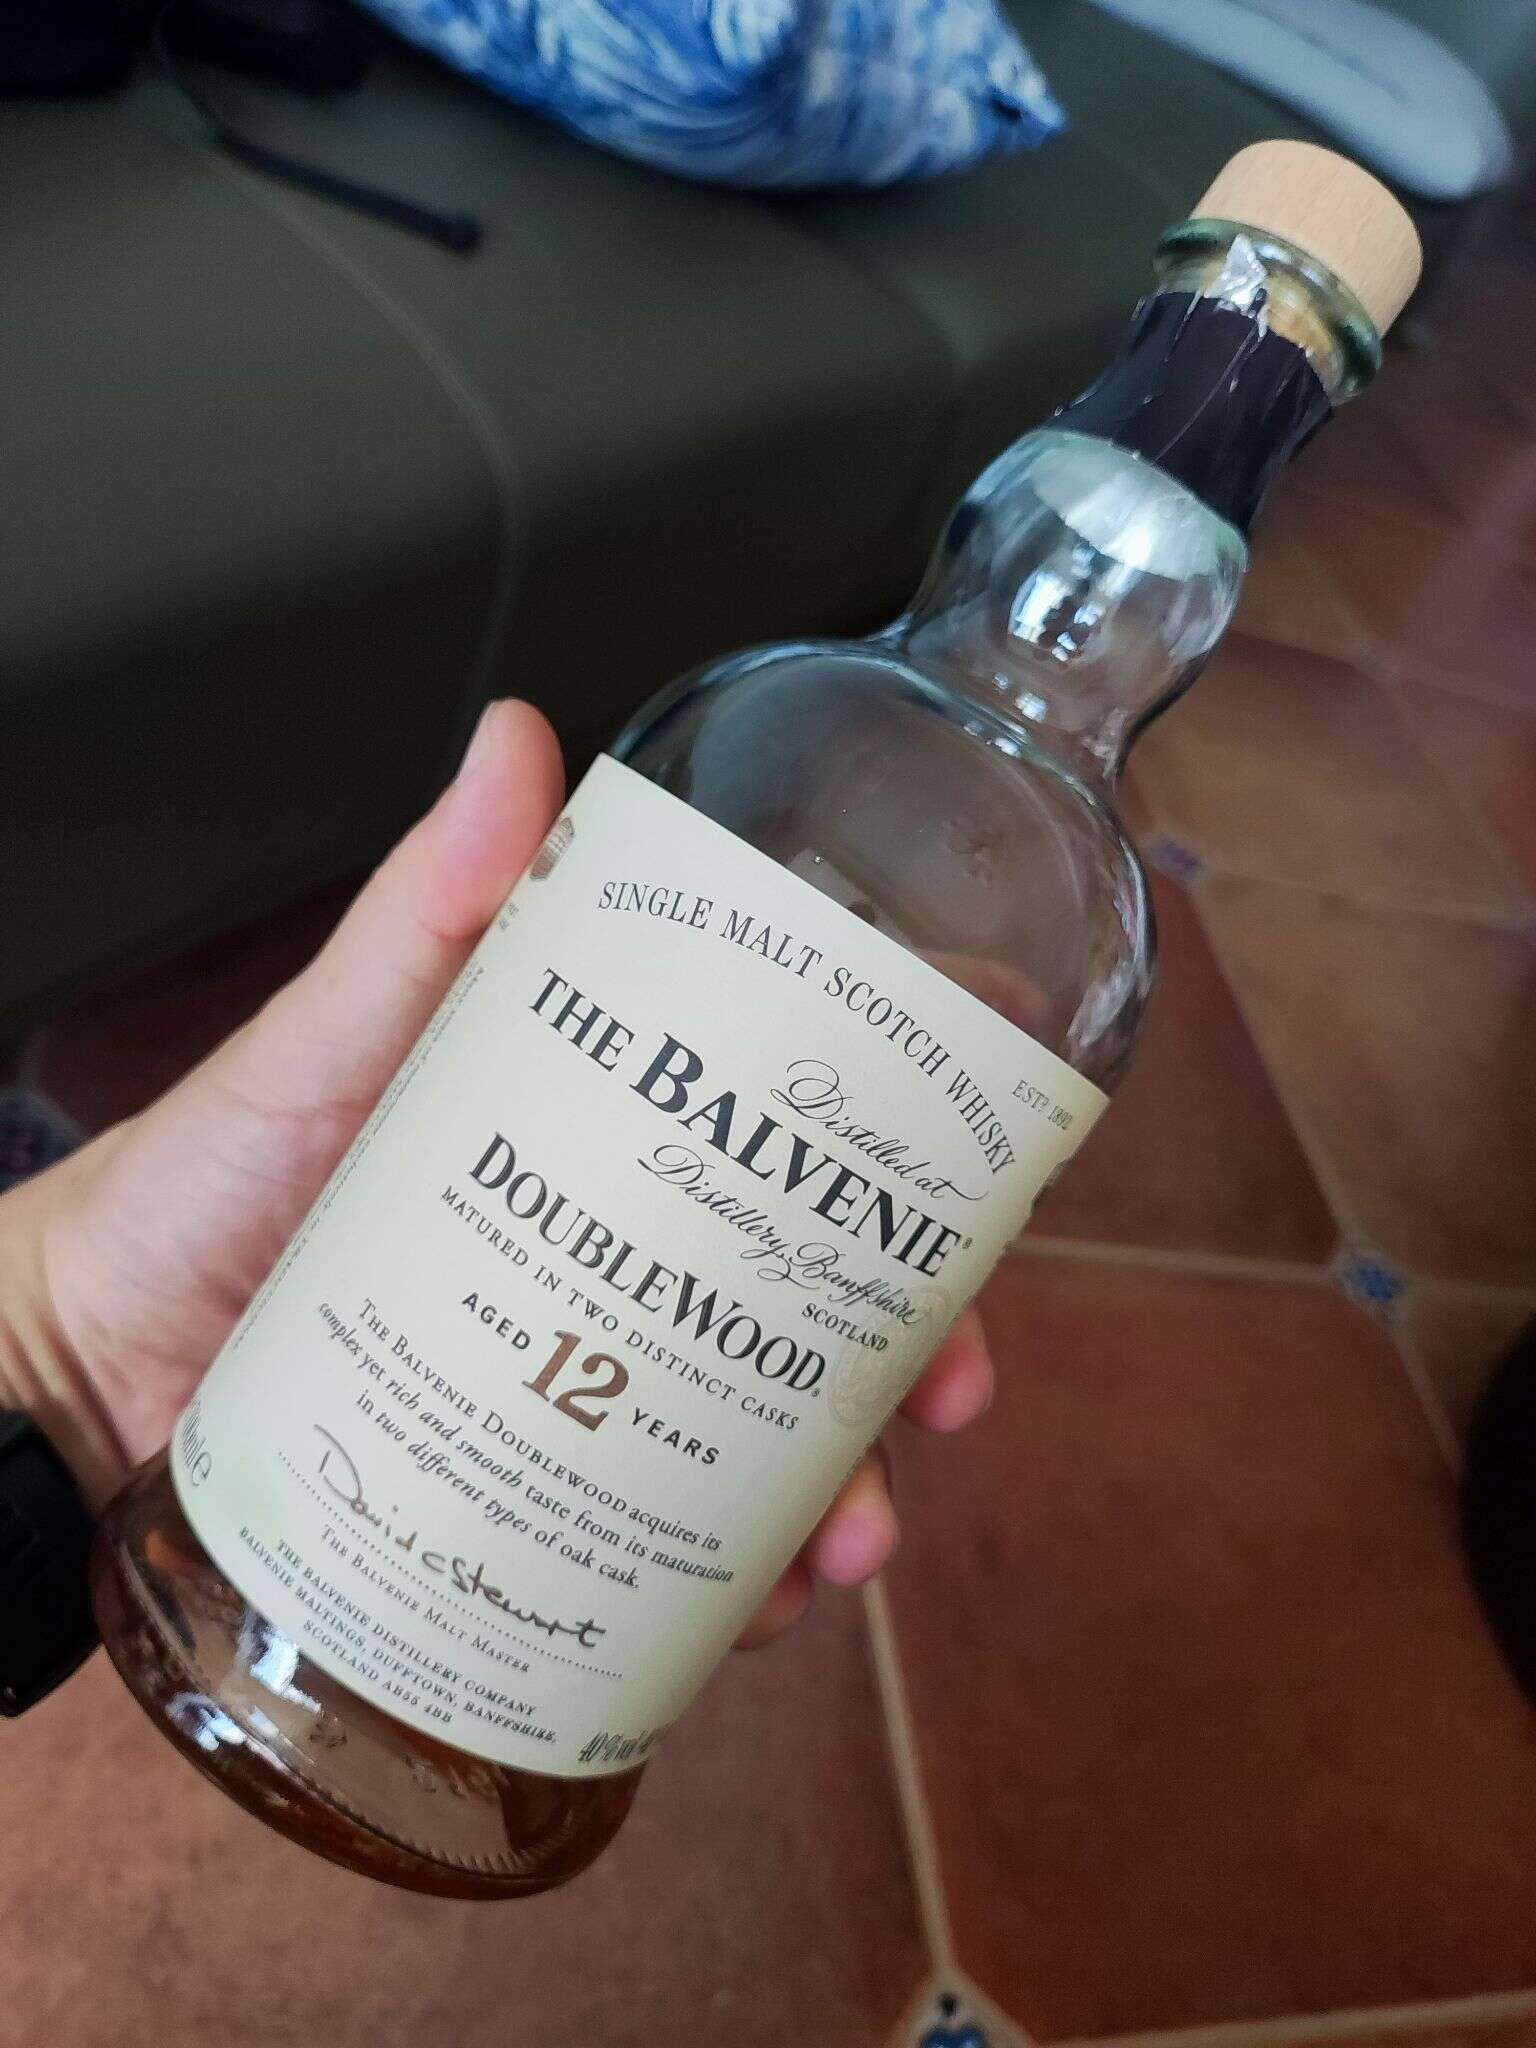 SINGLE MALT SCOTCH WHISKY
ESTD 1892
Distilled at
THE BALVENIE®
Distillery, Banffshire
SCOTLAND
DOUBLEWOOD®
MATURED IN TWO DISTINCT CASKS
AGED 12 YEARS
THE BALVENIE DOUBLEWOOD acquires its
complex yet rich and smooth taste from its maturation
in two different types of oak cask.
David C Stewart
THE BALVENIE MALT MASTER
THE BALVENIE DISTILLERY COMPANY
BALVENIE MALTINGS, DUFFTOWN, BANFFSHIRE,
SCOTLAND AB55 4BB
40% vol